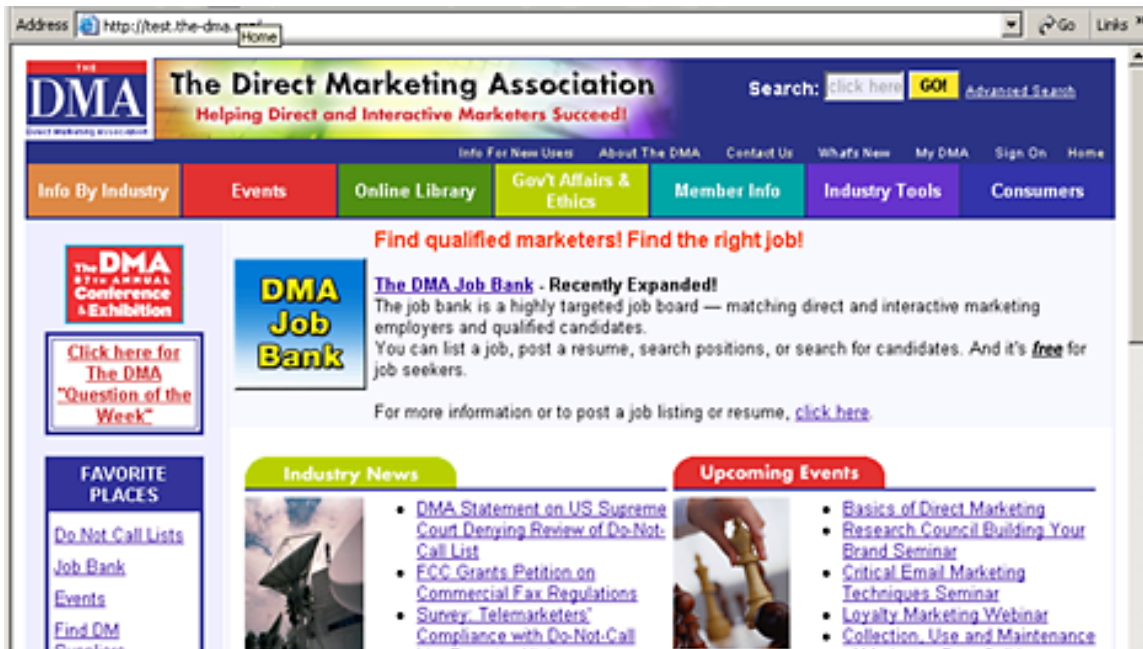 Address http://test.the-dma.
Go Links »
Home
THE
DMA
Direct Marketing Association
The Direct Marketing Association
Helping Direct and Interactive Marketers Succeed!
Search: click here GO! Advanced Search
Info For New Users About The DMA Contact Us What's New My DMA Sign On Home
Info By Industry
Events
Online Library
Gov't Affairs &
Ethics
Member Info
Industry Tools
Consumers
The DMA
87TH ANNUAL
Conference
& Exhibition
Click here for
The DMA
"Question of the
Week"
FAVORITE
PLACES
Do Not Call Lists
Job Bank
Events
Find DM
Find qualified marketers! Find the right job!
DMA
Job
Bank
The DMA Job Bank - Recently Expanded!
The job bank is a highly targeted job board — matching direct and interactive marketing
employers and qualified candidates.
You can list a job, post a resume, search positions, or search for candidates. And it's free for
job seekers.
For more information or to post a job listing or resume, click here.
Industry News
DMA Statement on US Supreme
Court Denying Review of Do-Not-
Call List
FCC Grants Petition on
Commercial Fax Regulations
Survey: Telemarketers'
Compliance with Do-Not-Call
Upcoming Events
Basics of Direct Marketing
Research Council Building Your
Brand Seminar
Critical Email Marketing
Techniques Seminar
Loyalty Marketing Webinar
Collection, Use and Maintenance